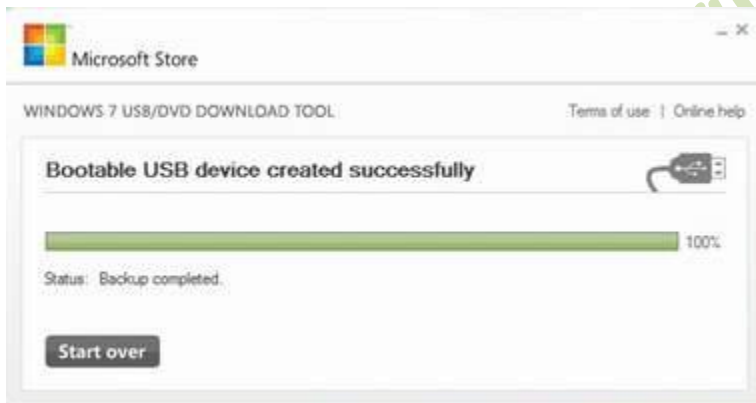 Microsoft Store
WINDOWS 7 USB/DVD DOWNLOAD TOOL
Terms of use | Online help
Bootable USB device created successfully
100%
Status: Backup completed.
Start over